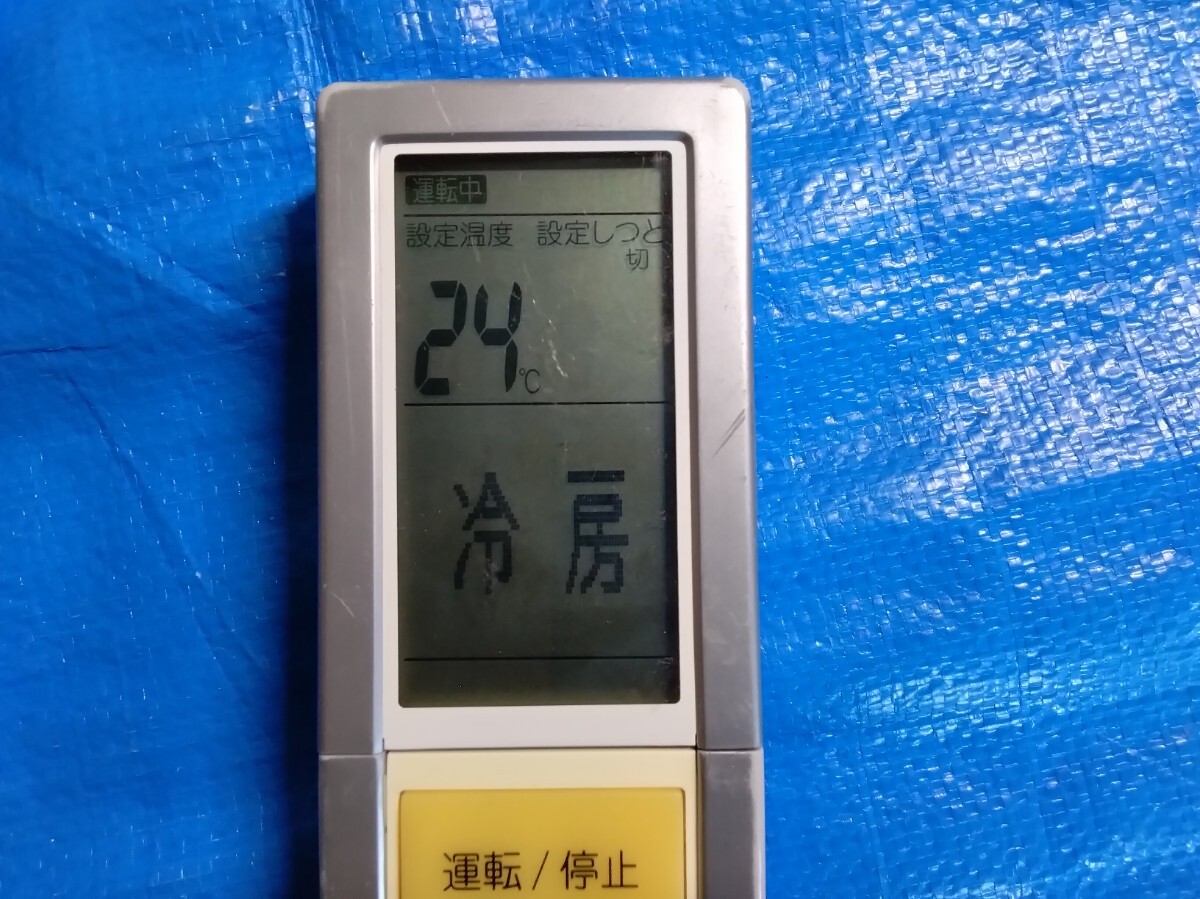 運転中
設定温度 設定しつど
切
24℃
冷房
運転/停止